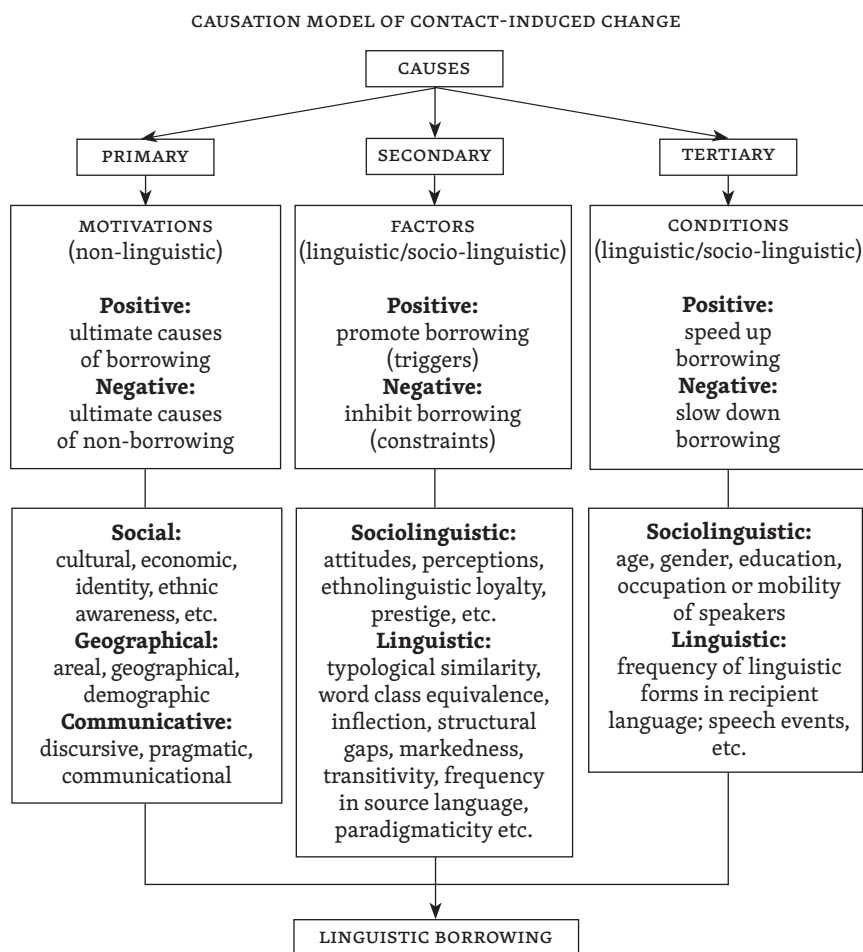 CAUSATION MODEL OF CONTACT-INDUCED CHANGE
CAUSES
PRIMARY
SECONDARY
TERTIARY
MOTIVATIONS
(non-linguistic)
Positive:
ultimate causes
of borrowing
Negative:
ultimate causes
of non-borrowing
FACTORS
(linguistic/socio-linguistic)
Positive:
promote borrowing
(triggers)
Negative:
inhibit borrowing
(constraints)
CONDITIONS
(linguistic/socio-linguistic)
Positive:
speed up
borrowing
Negative:
slow down
borrowing
Social:
cultural, economic,
identity, ethnic
awareness, etc.
Geographical:
areal, geographical,
demographic
Communicative:
discursive, pragmatic,
communicational
Sociolinguistic:
attitudes, perceptions,
ethnolinguistic loyalty,
prestige, etc.
Linguistic:
typological similarity,
word class equivalence,
inflection, structural
gaps, markedness,
transitivity, frequency
in source language,
paradigmaticity etc.
Sociolinguistic:
age, gender, education,
occupation or mobility
of speakers
Linguistic:
frequency of linguistic
forms in recipient
language; speech events,
etc.
LINGUISTIC BORROWING